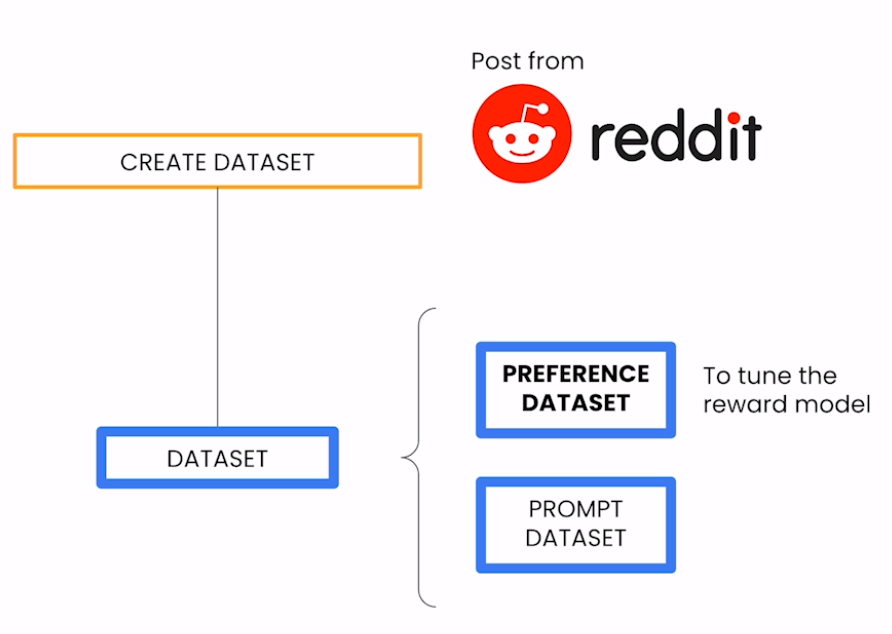 Post from
reddit
CREATE DATASET
PREFERENCE
DATASET
To tune the
reward model
DATASET
PROMPT
DATASET